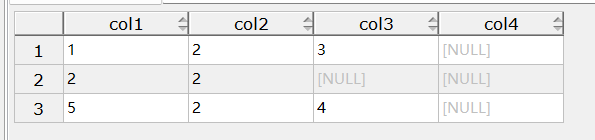 col1 col2 col3 col4
1 1 2 3 [NULL]
2 2 2 [NULL] [NULL]
3 5 2 4 [NULL]